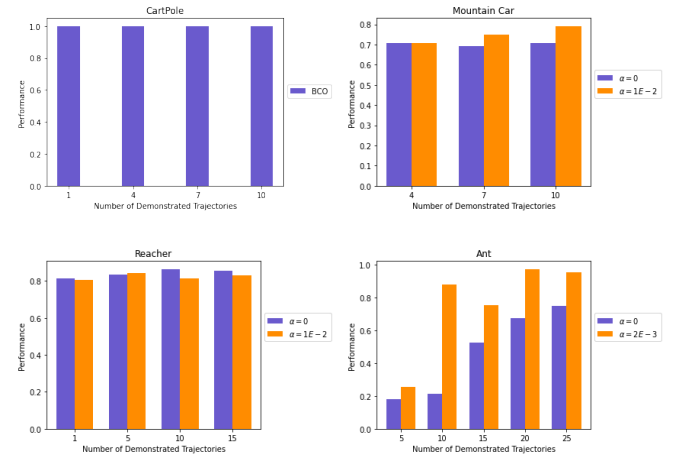 CartPole
1.0
0.8
0.6
0.4
0.2
0.0
Performance
1 4 7 10
Number of Demonstrated Trajectories
BCO
Mountain Car
0.8
0.7
0.6
0.5
0.4
0.3
0.2
0.1
0.0
Performance
4 7 10
Number of Demonstrated Trajectories
α = 0
α = 1E − 2
Reacher
0.8
0.6
0.4
0.2
0.0
Performance
1 5 10 15
Number of Demonstrated Trajectories
α = 0
α = 1E − 2
Ant
1.0
0.8
0.6
0.4
0.2
0.0
Performance
5 10 15 20 25
Number of Demonstrated Trajectories
α = 0
α = 2E − 3